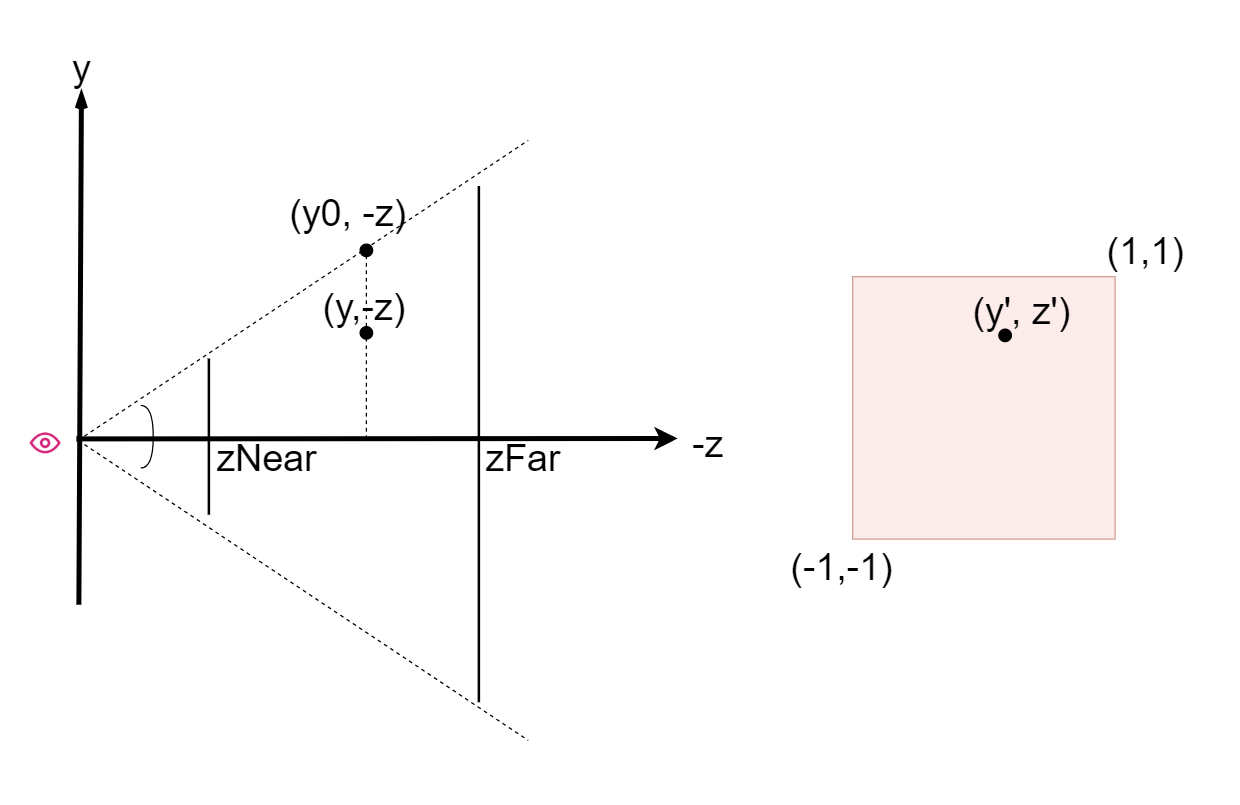 y
(y0, -z)
(y,-z)
zNear
zFar
-z
(1,1)
(y', z')
(-1,-1)